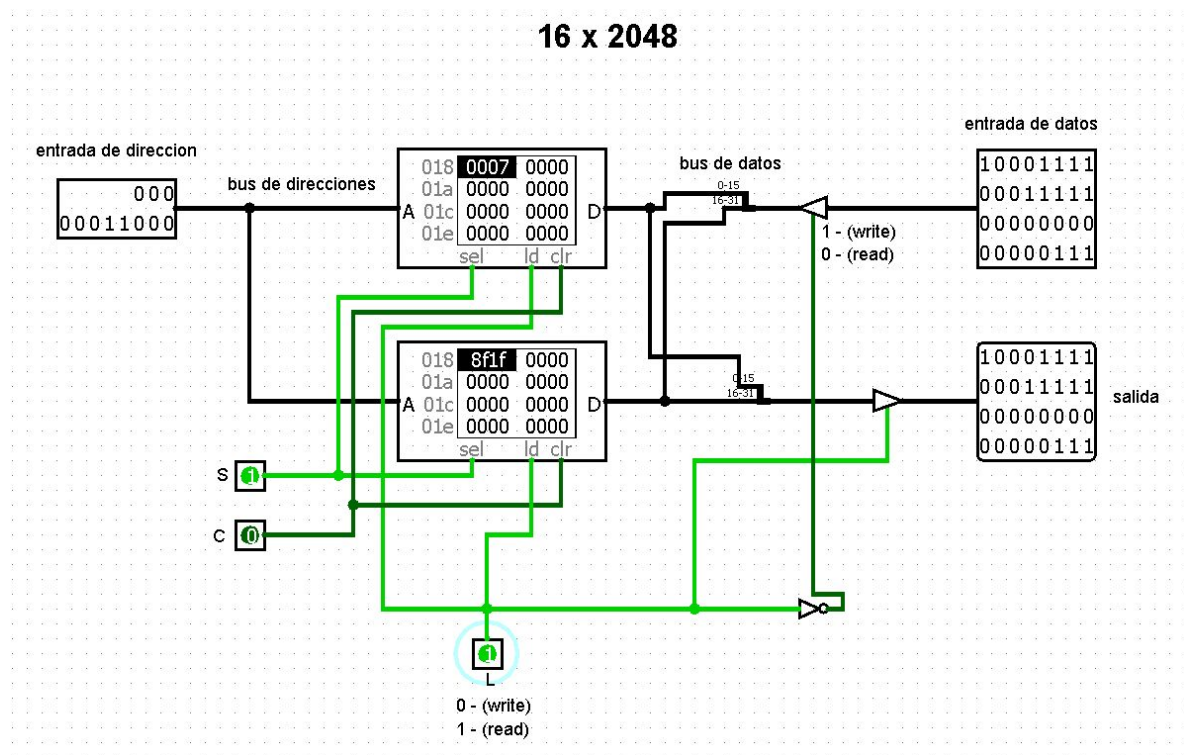 16 x 2048
entrada de datos
entrada de direccion
bus de direcciones
bus de datos
000
00011000
A
018 0007 0000
01a 0000 0000
01c 0000 0000
01e 0000 0000
D
sel ld clr
0-15
16-31
1 - (write)
0 - (read)
10001111
00011111
00000000
00000111
A
018 8f1f 0000
01a 0000 0000
01c 0000 0000
01e 0000 0000
D
sel ld clr
0-15
16-31
10001111
00011111
00000000
00000111
salida
S 1
C 0
1
L
0 - (write)
1 - (read)